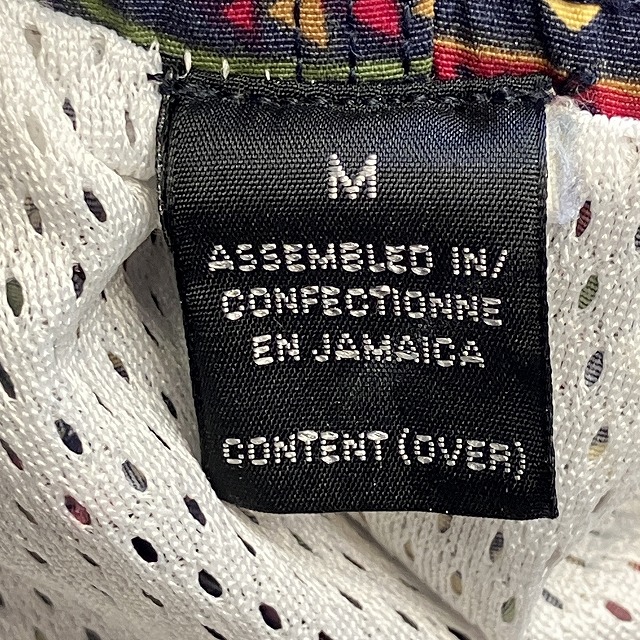 M
ASSEMBLED IN/
CONFECTIONNE
EN JAMAICA
CONTENT (OVER)